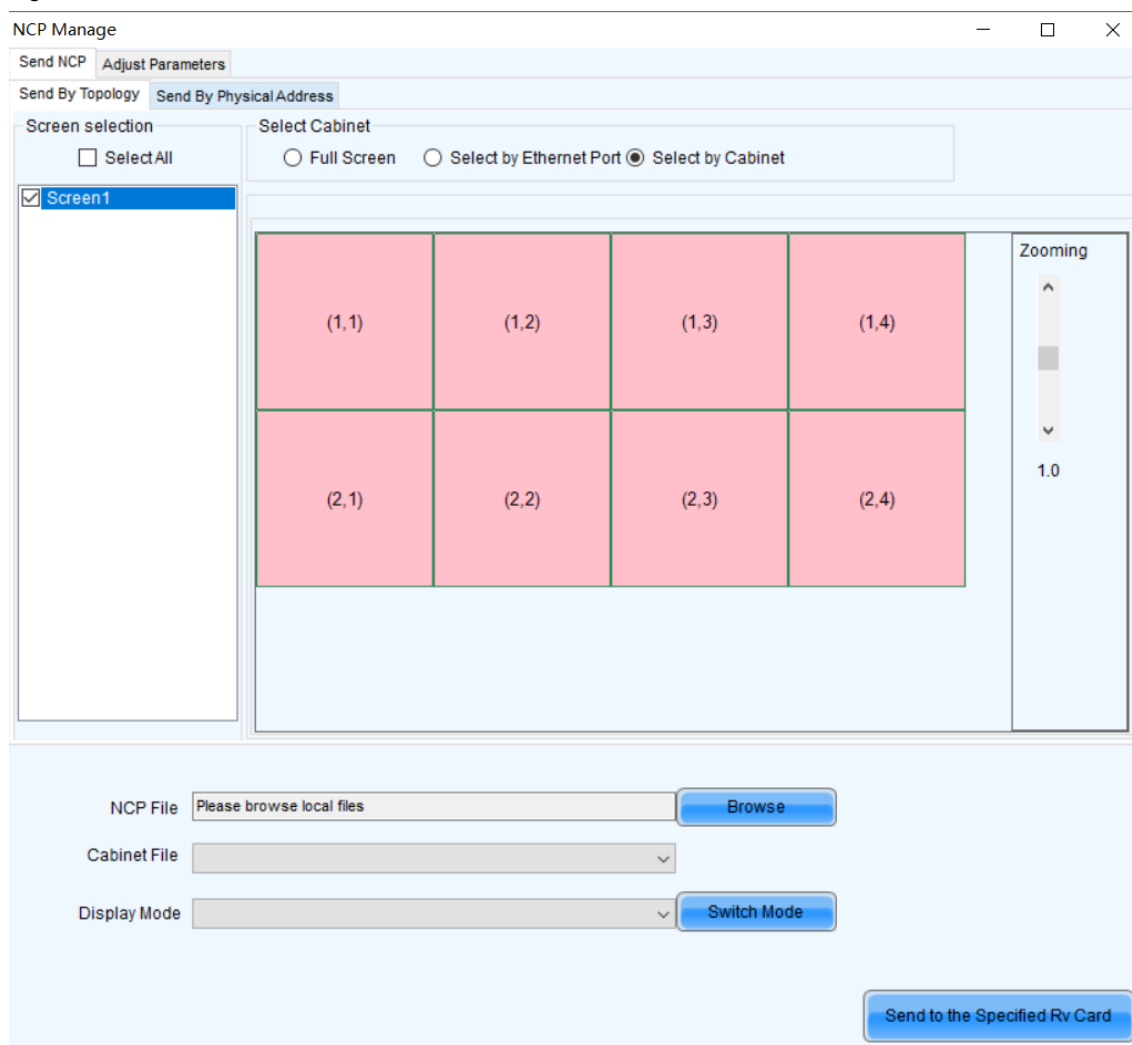 NCP Manage
Send NCP Adjust Parameters
Send By Topology Send By Physical Address
Screen selection
Select All
Screen1
Select Cabinet
Full Screen Select by Ethernet Port Select by Cabinet
(1,1) (1,2) (1,3) (1,4)
(2,1) (2,2) (2,3) (2,4)
Zooming
1.0
NCP File Please browse local files Browse
Cabinet File
Display Mode Switch Mode
Send to the Specified Rv Card